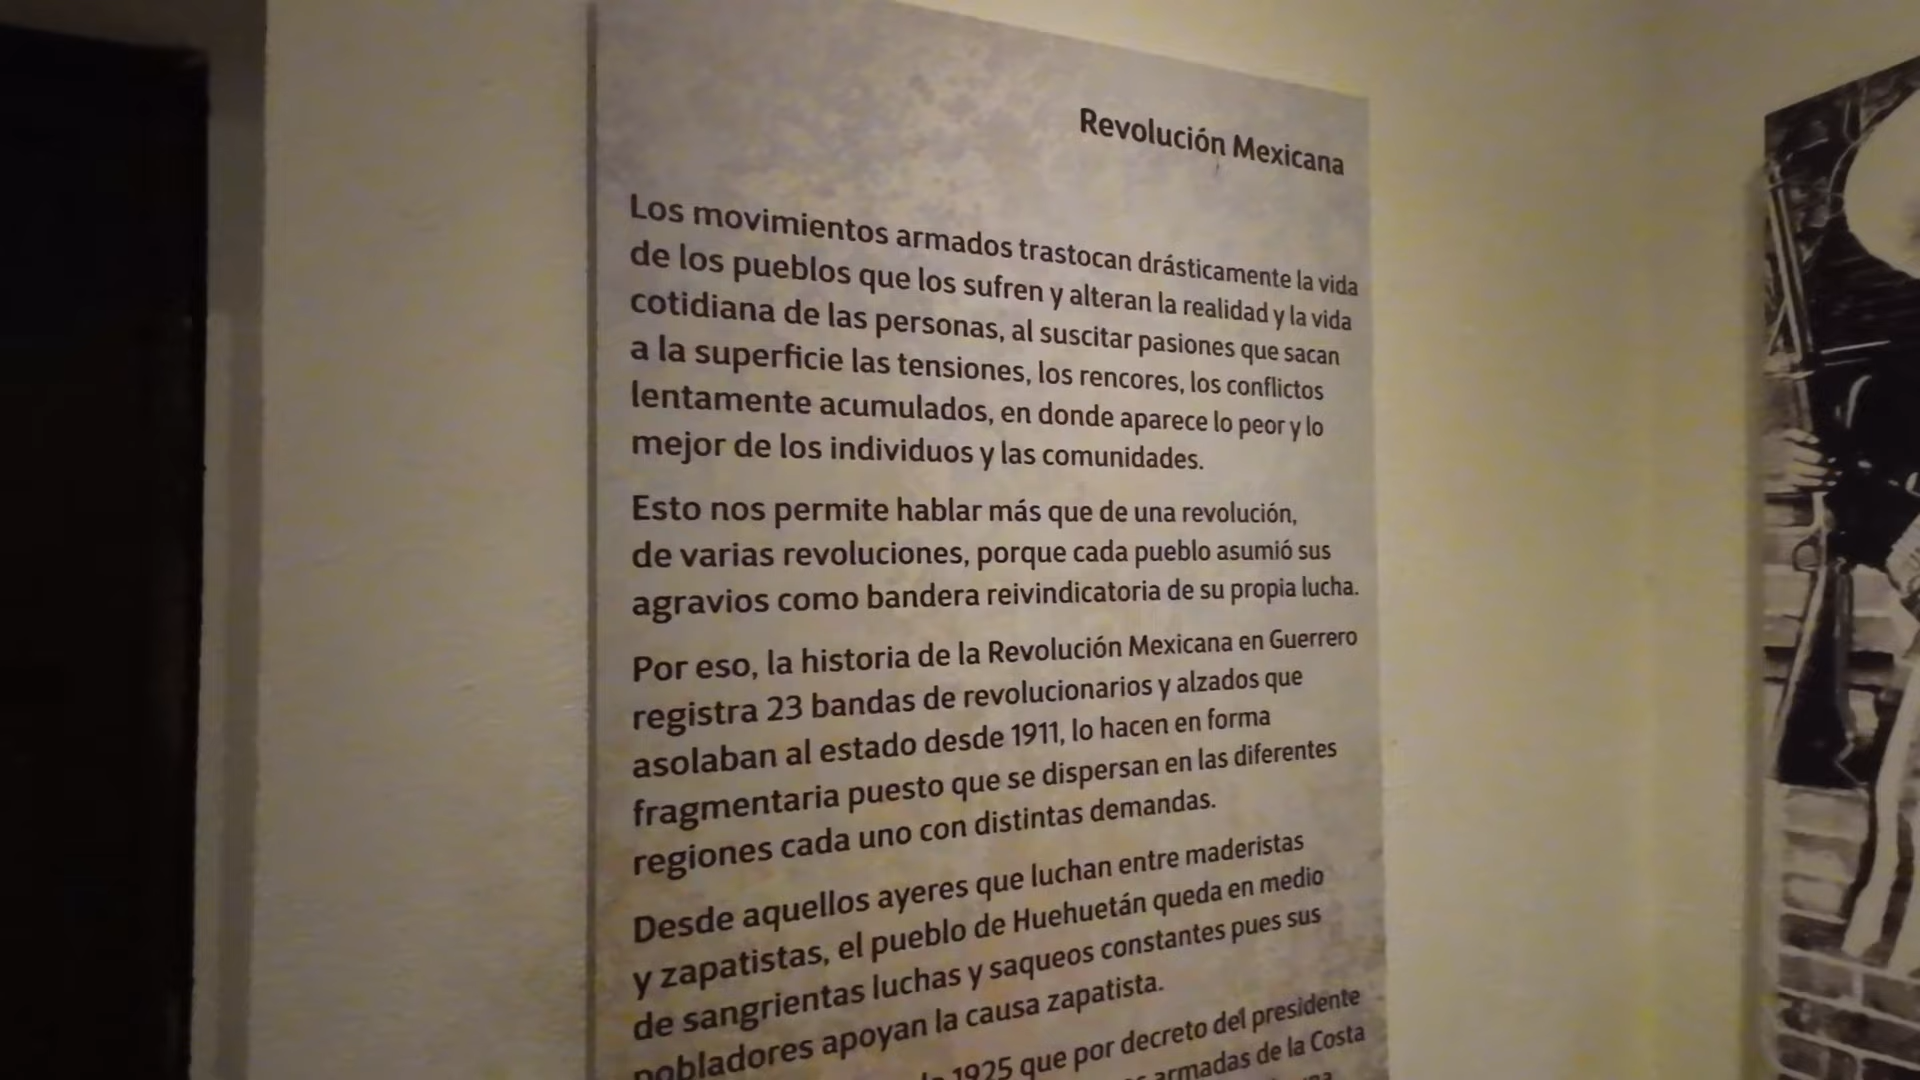 Revolución Mexicana
Los movimientos armados trastocan drásticamente la vida
de los pueblos que los sufren y alteran la realidad y la vida
cotidiana de las personas, al suscitar pasiones que sacan
a la superficie las tensiones, los rencores, los conflictos
lentamente acumulados, en donde aparece lo peor y lo
mejor de los individuos y las comunidades.
Esto nos permite hablar más que de una revolución,
de varias revoluciones, porque cada pueblo asumió sus
agravios como bandera reivindicatoria de su propia lucha.
Por eso, la historia de la Revolución Mexicana en Guerrero
registra 23 bandas de revolucionarios y alzados que
asolaban al estado desde 1911, lo hacen en forma
fragmentaria puesto que se dispersan en las diferentes
regiones cada uno con distintas demandas.
Desde aquellos ayeres que luchan entre maderistas
y zapatistas, el pueblo de Huehuetán queda en medio
de sangrientas luchas y saqueos constantes pues sus
pobladores apoyan la causa zapatista.
1925 que por decreto del presidente
armadas de la Costa